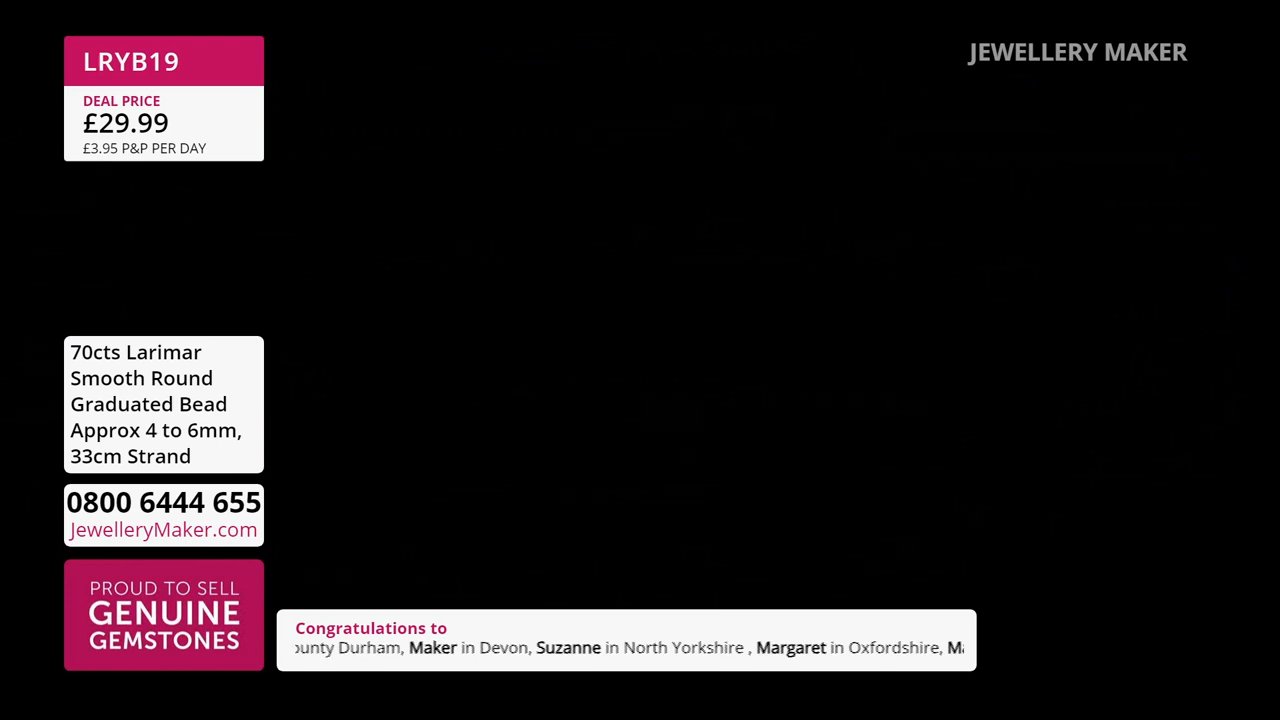 LRYB19
DEAL PRICE
£29.99
£3.95 P&P PER DAY
JEWELLERY MAKER
70cts Larimar
Smooth Round
Graduated Bead
Approx 4 to 6mm,
33cm Strand
0800 6444 655
JewelleryMaker.com
PROUD TO SELL
GENUINE
GEMSTONES
Congratulations to
ounty Durham, Maker in Devon, Suzanne in North Yorkshire , Margaret in Oxfordshire,